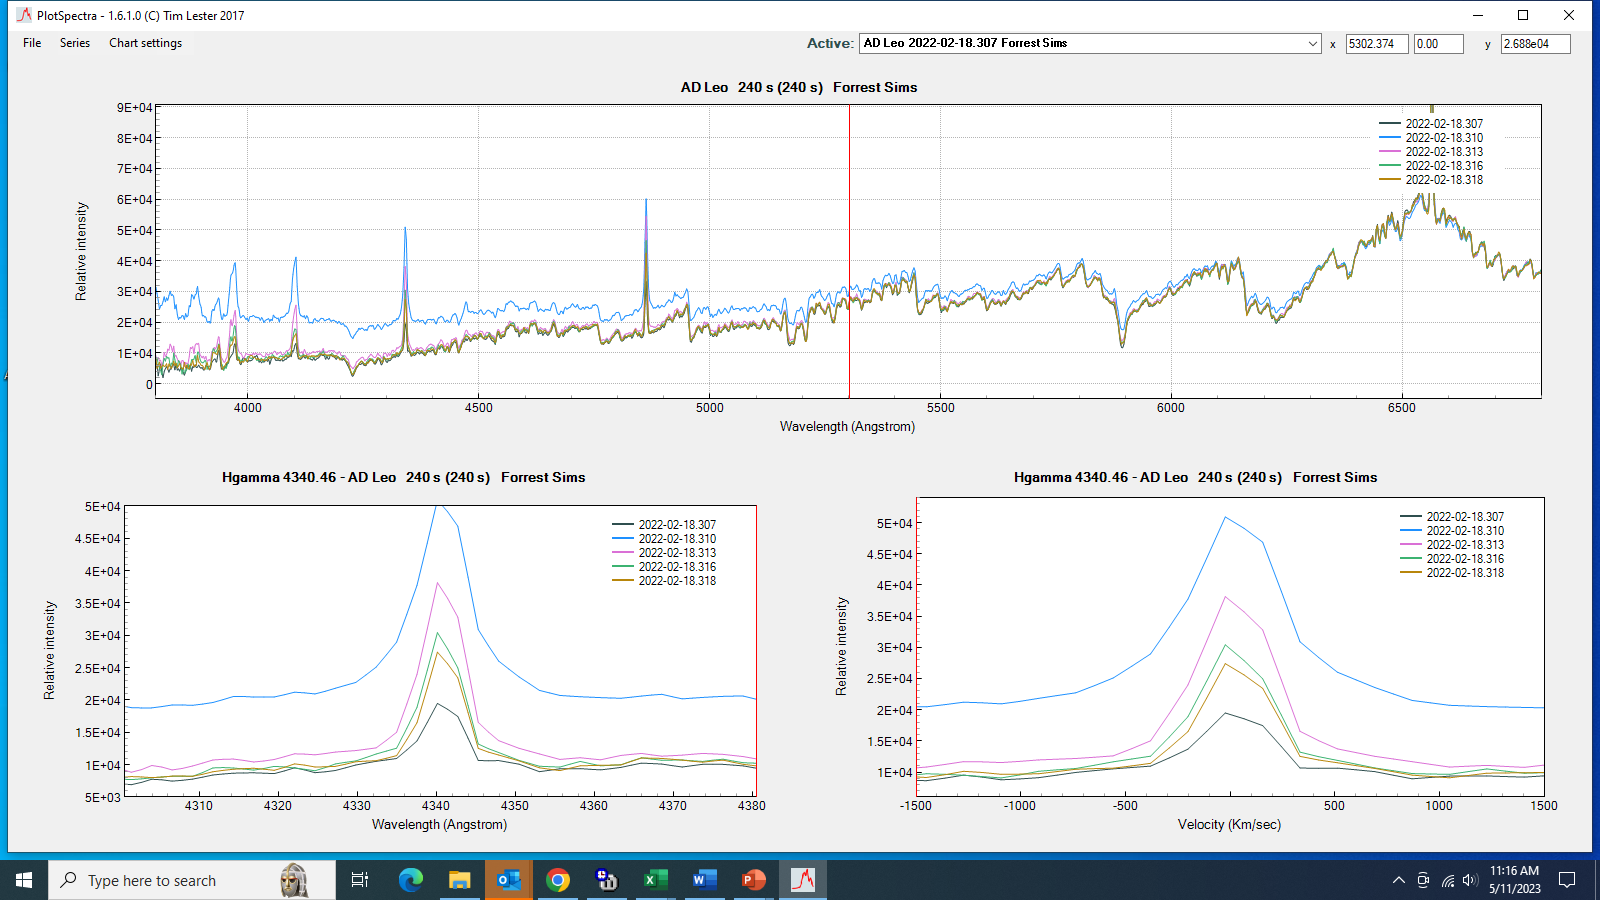 PlotSpectra - 1.6.1.0 (C) Tim Lester 2017
File Series Chart settings
Active: AD Leo 2022-02-18.307 Forrest Sims x 5302.374 0.00 y 2.688e04
AD Leo 240 s (240 s) Forrest Sims
9E+04
8E+04
7E+04
6E+04
5E+04
4E+04
3E+04
2E+04
1E+04
0
Relative intensity
2022-02-18.307
2022-02-18.310
2022-02-18.313
2022-02-18.316
2022-02-18.318
4000 4500 5000 5500 6000 6500
Wavelength (Angstrom)
Hgamma 4340.46 - AD Leo 240 s (240 s) Forrest Sims
5E+04
4.5E+04
4E+04
3.5E+04
3E+04
2.5E+04
2E+04
1.5E+04
1E+04
5E+03
Relative intensity
2022-02-18.307
2022-02-18.310
2022-02-18.313
2022-02-18.316
2022-02-18.318
4310 4320 4330 4340 4350 4360 4370 4380
Wavelength (Angstrom)
Hgamma 4340.46 - AD Leo 240 s (240 s) Forrest Sims
5E+04
4.5E+04
4E+04
3.5E+04
3E+04
2.5E+04
2E+04
1.5E+04
1E+04
Relative intensity
2022-02-18.307
2022-02-18.310
2022-02-18.313
2022-02-18.316
2022-02-18.318
-1500 -1000 -500 0 500 1000 1500
Velocity (Km/sec)
Type here to search
11:16 AM
5/11/2023